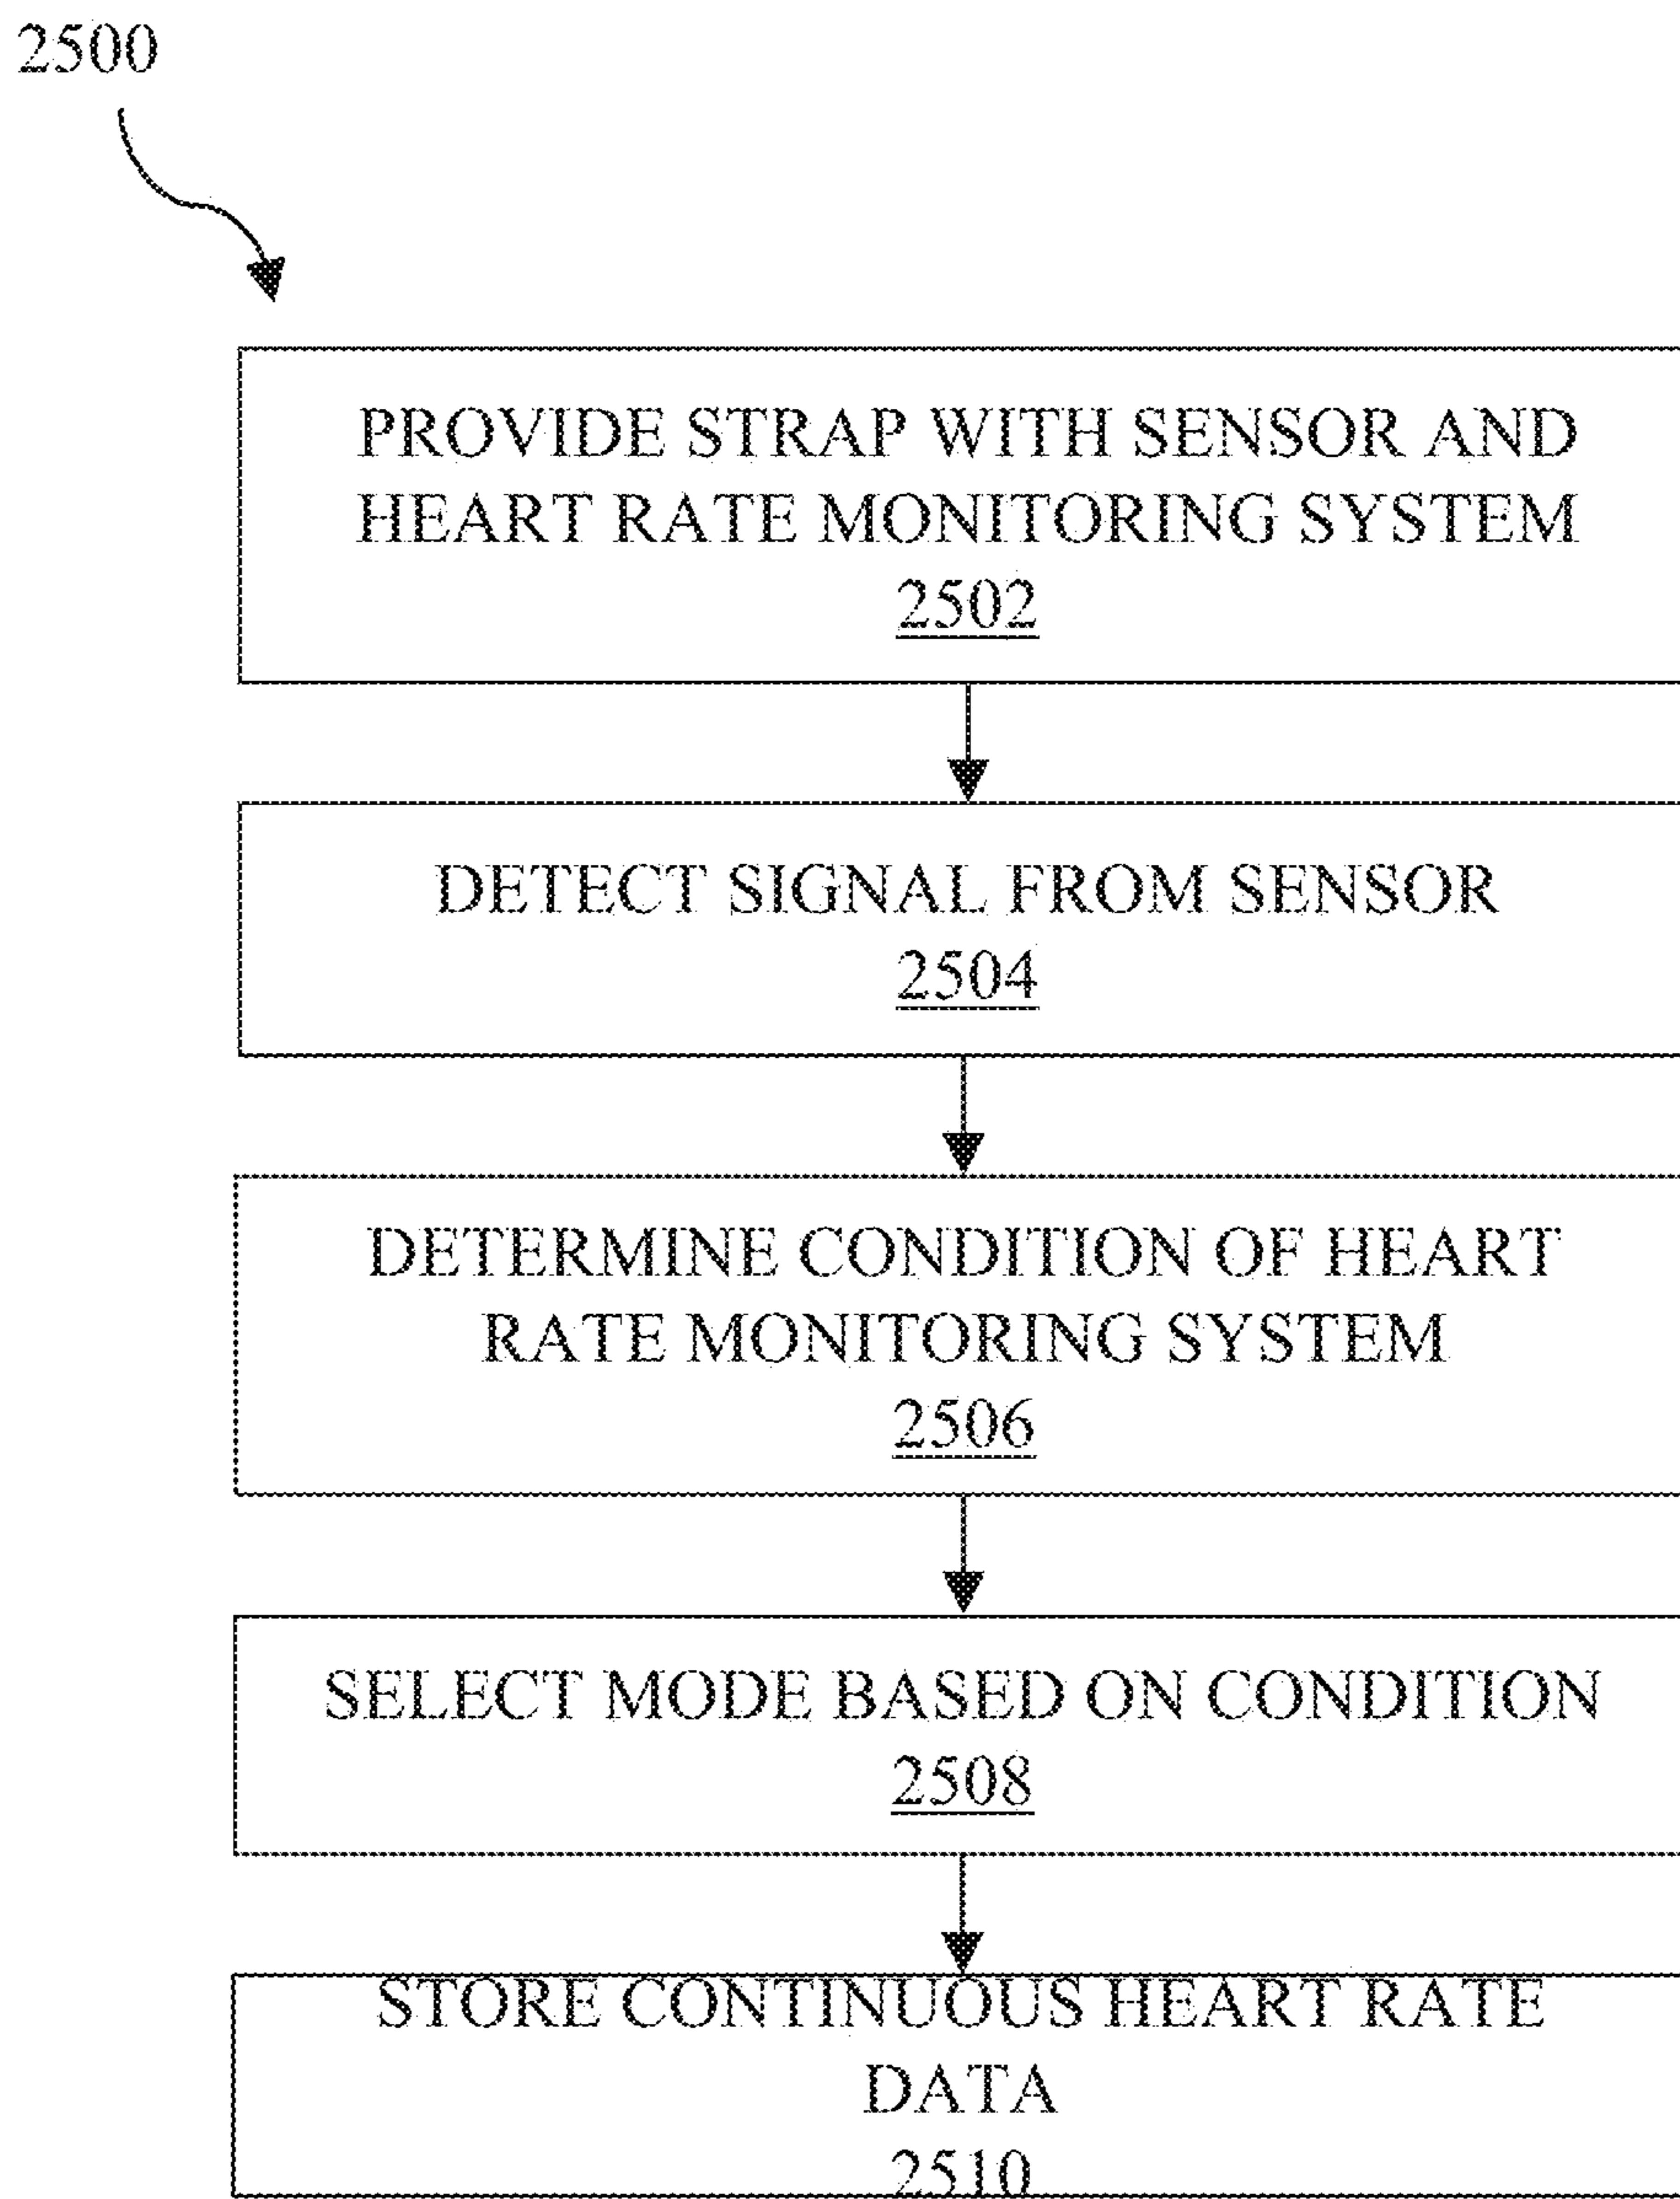 2500
PROVIDE STRAP WITH SENSOR AND
HEART RATE MONITORING SYSTEM
2502
DETECT SIGNAL FROM SENSOR
2504
DETERMINE CONDITION OF HEART
RATE MONITORING SYSTEM
2506
SELECT MODE BASED ON CONDITION
2508
STORE CONTINUOUS HEART RATE
DATA
2510